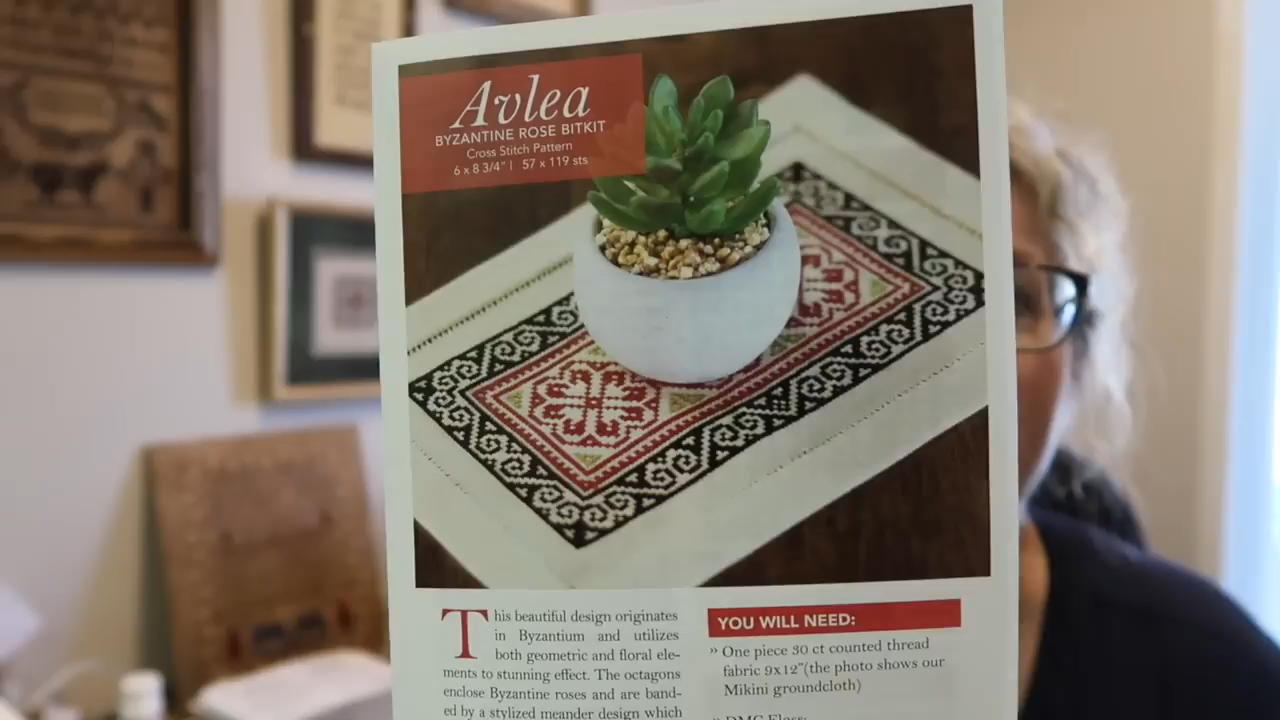 Avlea
BYZANTINE ROSE BITKIT
Cross Stitch Pattern
6 x 8 3/4" | 57 x 119 sts
This beautiful design originates
in Byzantium and utilizes
both geometric and floral ele-
ments to stunning effect. The octagons
enclose Byzantine roses and are band-
ed by a stylized meander design which
YOU WILL NEED:
» One piece 30 ct counted thread
fabric 9x12"(the photo shows our
Mikini groundcloth)
» DMC Floss: